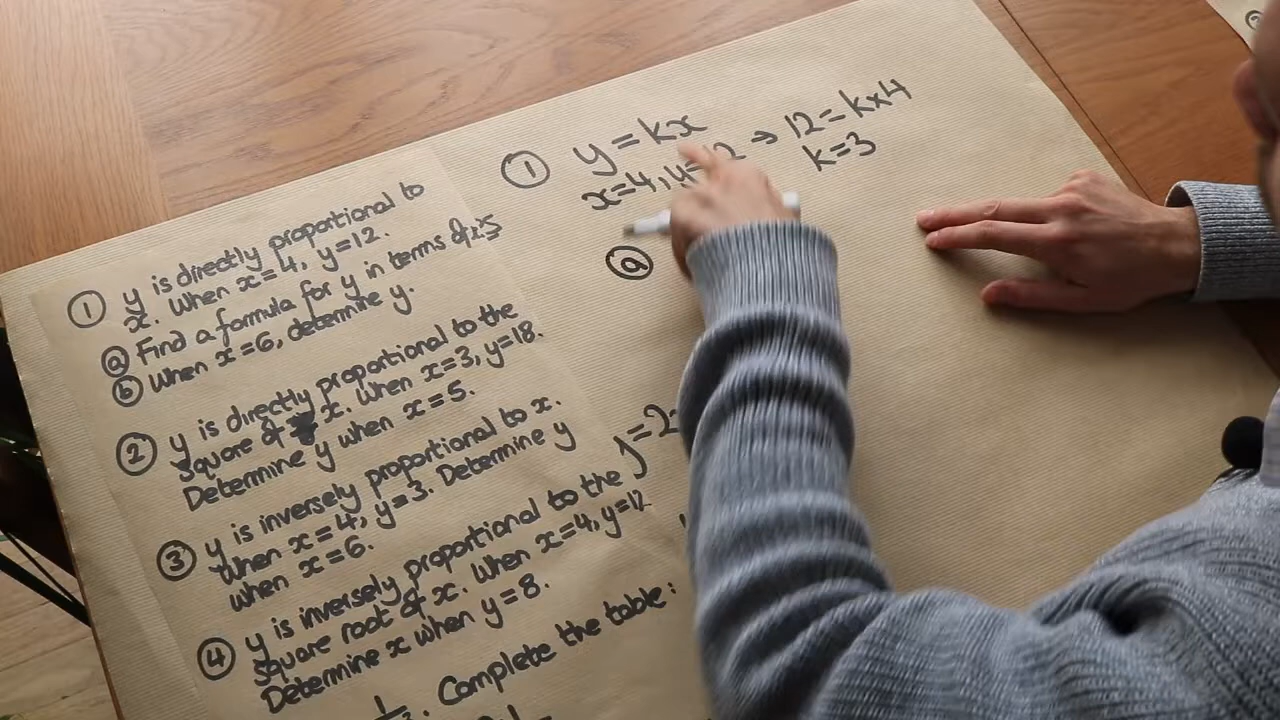 ① y is directly proportional to
x. When x=4, y=12.
ⓐ Find a formula for y in terms of x's
ⓑ When x=6, determine y.
② y is directly proportional to the
square of x. When x=3, y=18.
Determine y when x=5.
③ y is inversely proportional to x.
When x=4, y=3. Determine y
when x=6.
④ y is inversely proportional to the
square root of x. When x=4, y=12
Determine x when y=8.
Complete the table:
① y=kx
x=4, y=12 → 12=k×4
k=3
ⓐ
y=2